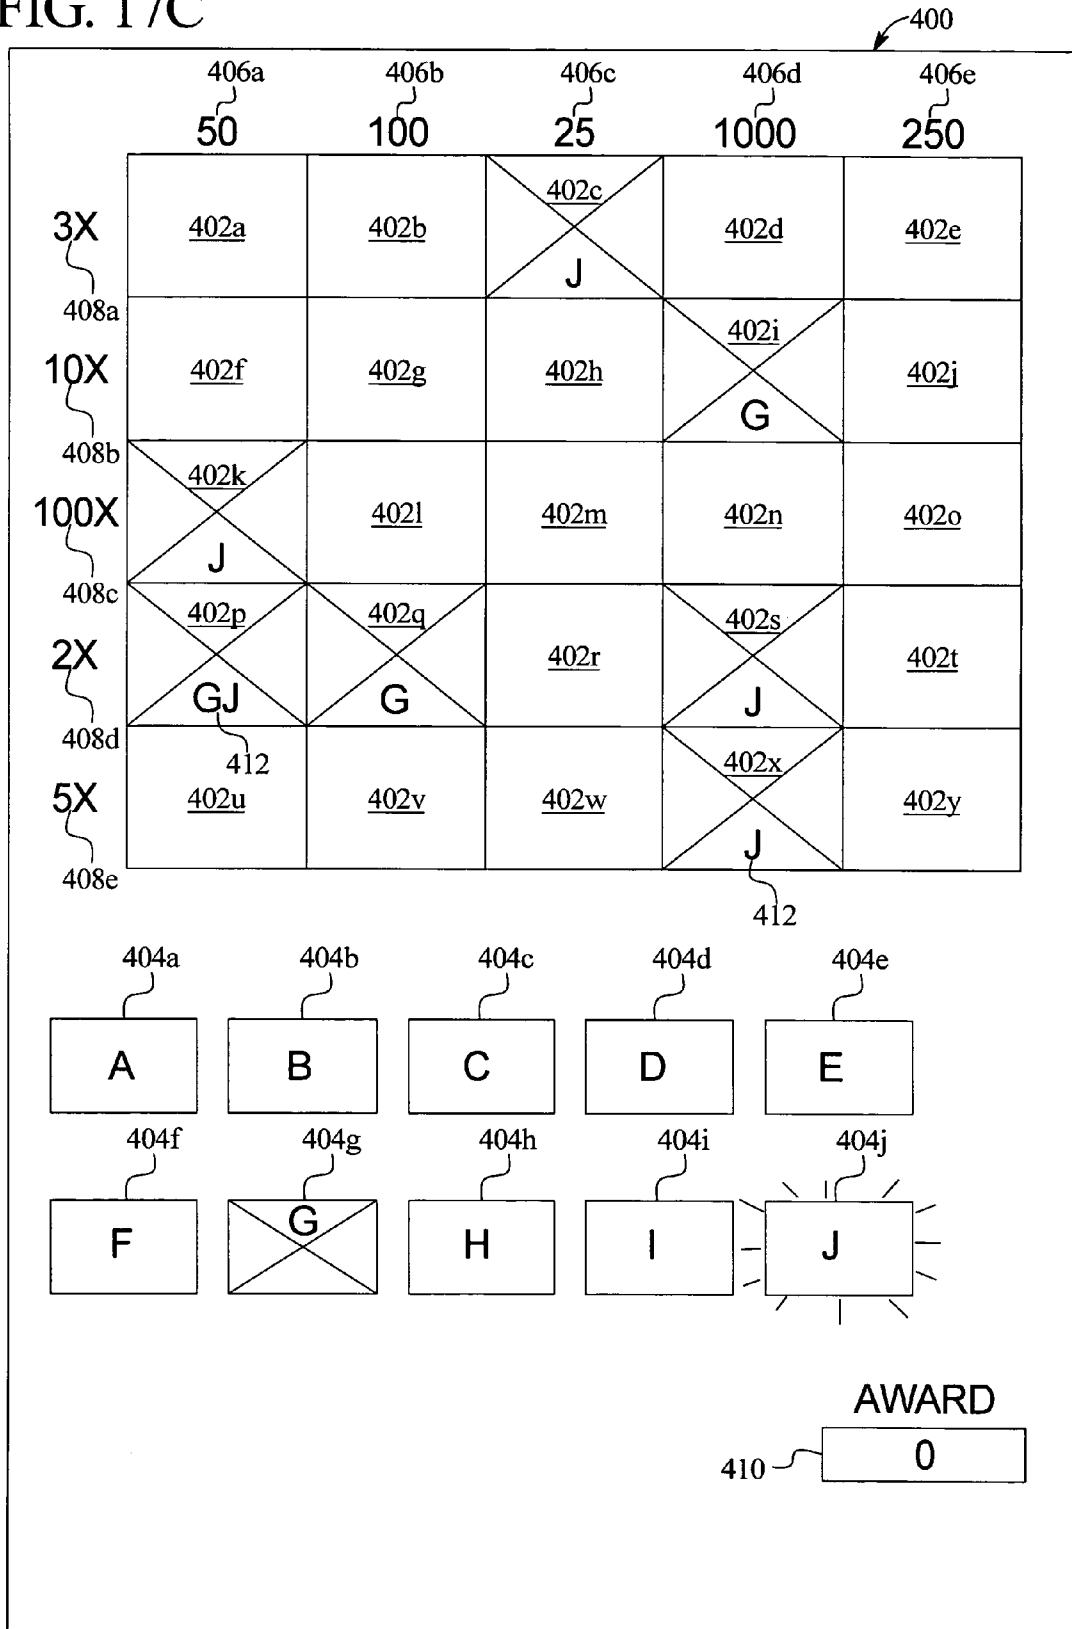 FIG. 17C
400
406a 406b 406c 406d 406e
50 100 25 1000 250
3X 402a 402b 402c J 402d 402e
408a
10X 402f 402g 402h 402i G 402j
408b
100X 402k J 402l 402m 402n 402o
408c
2X 402p GJ 402q G 402r 402s J 402t
408d
412
5X 402u 402v 402w 402x J 402y
408e
412
404a 404b 404c 404d 404e
A B C D E
404f 404g 404h 404i 404j
F G H I J
AWARD
410 0